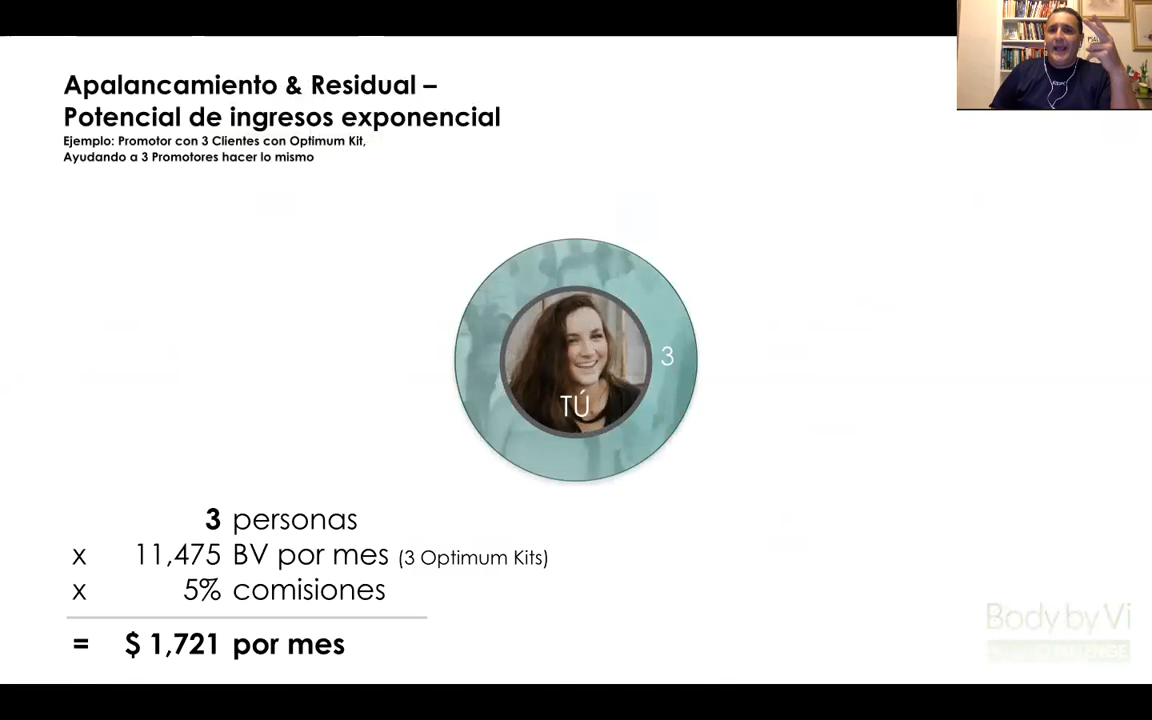 Apalancamiento & Residual –
Potencial de ingresos exponencial
Ejemplo: Promotor con 3 Clientes con Optimum Kit,
Ayudando a 3 Promotores hacer lo mismo
3
TÚ
3 personas
x 11,475 BV por mes (3 Optimum Kits)
x 5% comisiones
= $ 1,721 por mes
Body by Vi